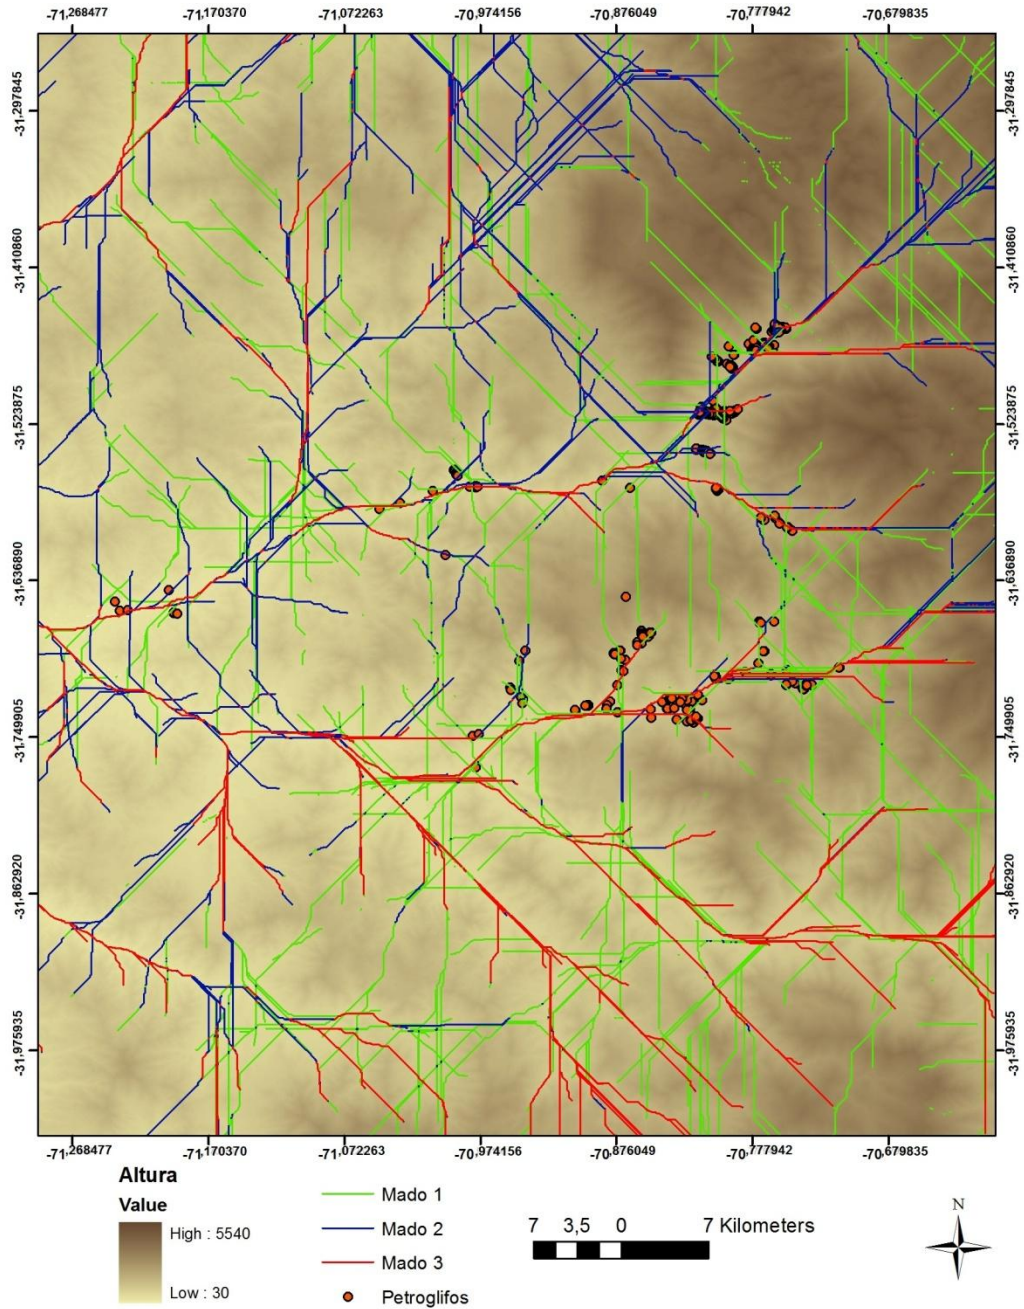 -71,268477 -71,170370 -71,072263 -70,974156 -70,876049 -70,777942 -70,679835
-31,297845 -31,297845
-31,410860 -31,410860
-31,523875 -31,523875
-31,636890 -31,636890
-31,749905 -31,749905
-31,862920 -31,862920
-31,975935 -31,975935
-71,268477 -71,170370 -71,072263 -70,974156 -70,876049 -70,777942 -70,679835
Altura
Value
High : 5540
Low : 30
Mado 1
Mado 2
Mado 3
Petroglifos
7 3,5 0 7 Kilometers
N